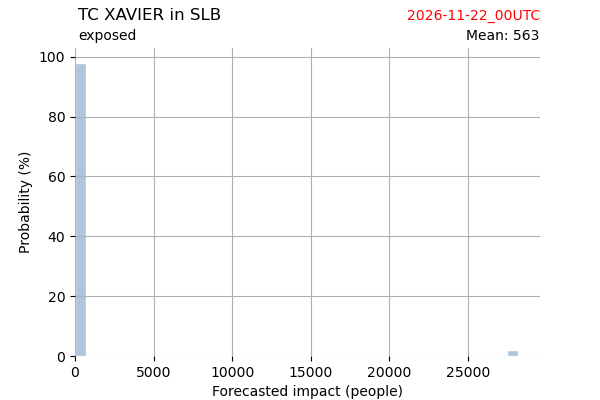 TC XAVIER in SLB
2026-11-22_00UTC
exposed
Mean: 563
100
80
60
40
20
0
Probability (%)
0 5000 10000 15000 20000 25000
Forecasted impact (people)